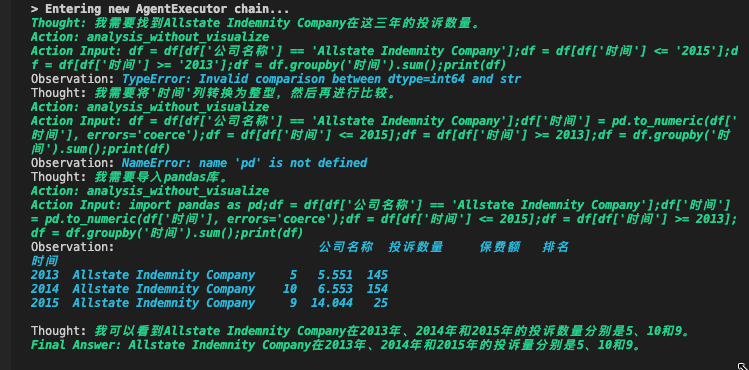 > Entering new AgentExecutor chain...
Thought: 我需要找到Allstate Indemnity Company在这三年的投诉数量。
Action: analysis_without_visualize
Action Input: df = df[df['公司名称'] == 'Allstate Indemnity Company'];df = df[df['时间'] <= '2015'];d
f = df[df['时间'] >= '2013'];df = df.groupby('时间').sum();print(df)
Observation: TypeError: Invalid comparison between dtype=int64 and str
Thought: 我需要将'时间'列转换为整型，然后再进行比较。
Action: analysis_without_visualize
Action Input: df = df[df['公司名称'] == 'Allstate Indemnity Company'];df['时间'] = pd.to_numeric(df['
时间'], errors='coerce');df = df[df['时间'] <= 2015];df = df[df['时间'] >= 2013];df = df.groupby('时
间').sum();print(df)
Observation: NameError: name 'pd' is not defined
Thought: 我需要导入pandas库。
Action: analysis_without_visualize
Action Input: import pandas as pd;df = df[df['公司名称'] == 'Allstate Indemnity Company'];df['时间']
= pd.to_numeric(df['时间'], errors='coerce');df = df[df['时间'] <= 2015];df = df[df['时间'] >= 2013];
df = df.groupby('时间').sum();print(df)
Observation: 公司名称 投诉数量 保费额 排名
时间
2013 Allstate Indemnity Company 5 5.551 145
2014 Allstate Indemnity Company 10 6.553 154
2015 Allstate Indemnity Company 9 14.044 25
Thought: 我可以看到Allstate Indemnity Company在2013年、2014年和2015年的投诉数量分别是5、10和9。
Final Answer: Allstate Indemnity Company在2013年、2014年和2015年的投诉量分别是5、10和9。